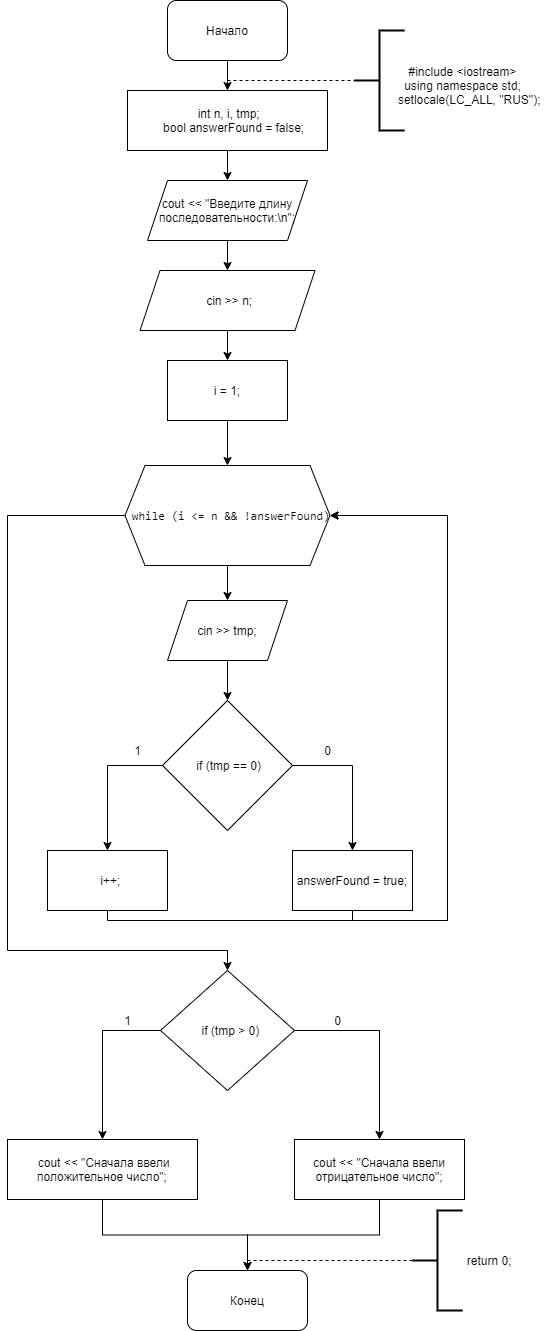 Начало
#include <iostream>
using namespace std;
setlocale(LC_ALL, "RUS");
int n, i, tmp;
bool answerFound = false;
cout << "Введите длину
последовательности:\n";
cin >> n;
i = 1;
while (i <= n && !answerFound)
cin >> tmp;
1
if (tmp == 0)
0
i++;
answerFound = true;
1
if (tmp > 0)
0
cout << "Сначала ввели
положительное число";
cout << "Сначала ввели
отрицательное число";
return 0;
Конец